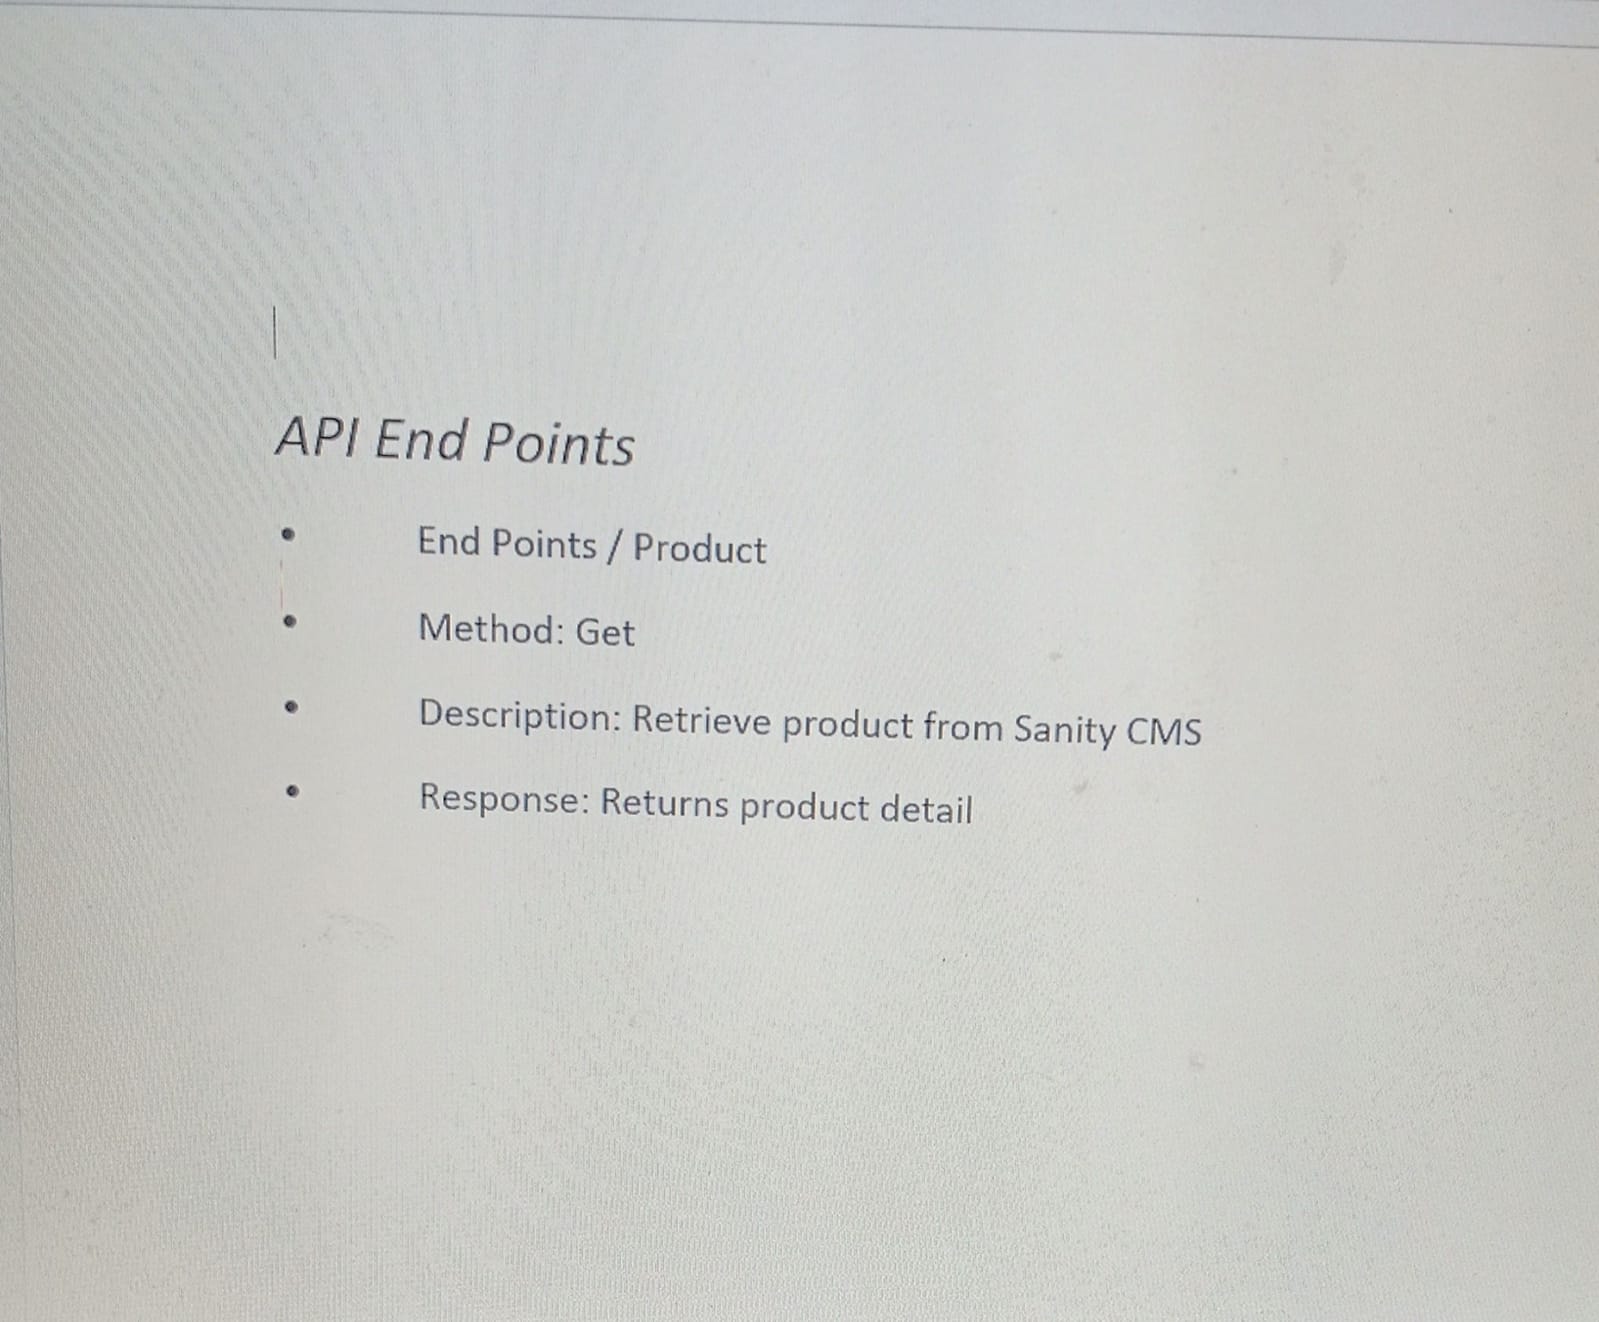 API End Points
• End Points / Product
• Method: Get
• Description: Retrieve product from Sanity CMS
• Response: Returns product detail